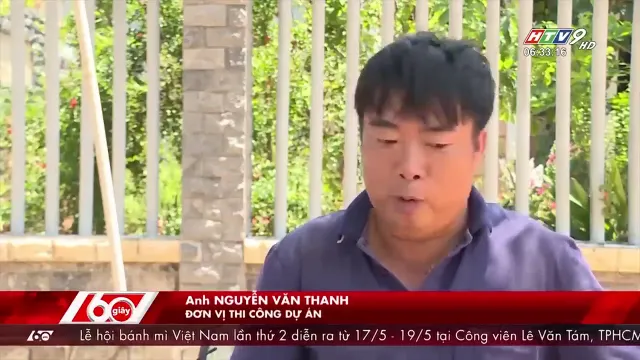 HTV9 HD
06:33:16
60 giây
Anh NGUYỄN VĂN THANH
ĐƠN VỊ THI CÔNG DỰ ÁN
60s Lễ hội bánh mì Việt Nam lần thứ 2 diễn ra từ 17/5 - 19/5 tại Công viên Lê Văn Tám, TPHCM